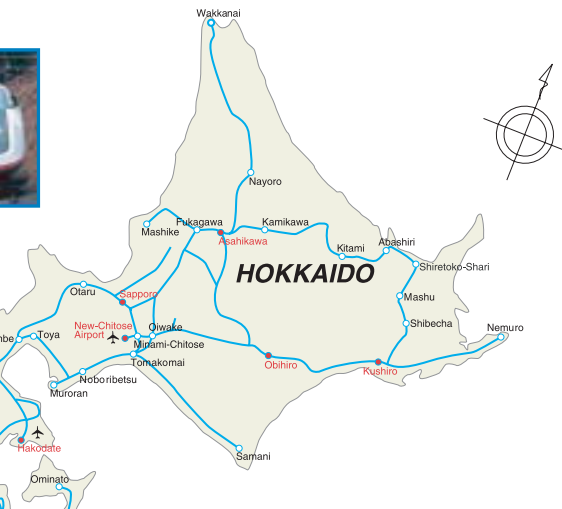 Wakkanai
Nayoro
Mashike
Fukagawa
Kamikawa
Asahikawa
Kitami
Abashiri
Shiretoko-Shari
HOKKAIDO
Otaru
Sapporo
Mashu
Shibecha
Nemuro
New-Chitose
Airport
Oiwake
Minami-Chitose
mbe
Toya
Tomakomai
Obihiro
Kushiro
Noboribetsu
Muroran
Hakodate
Samani
Ominato